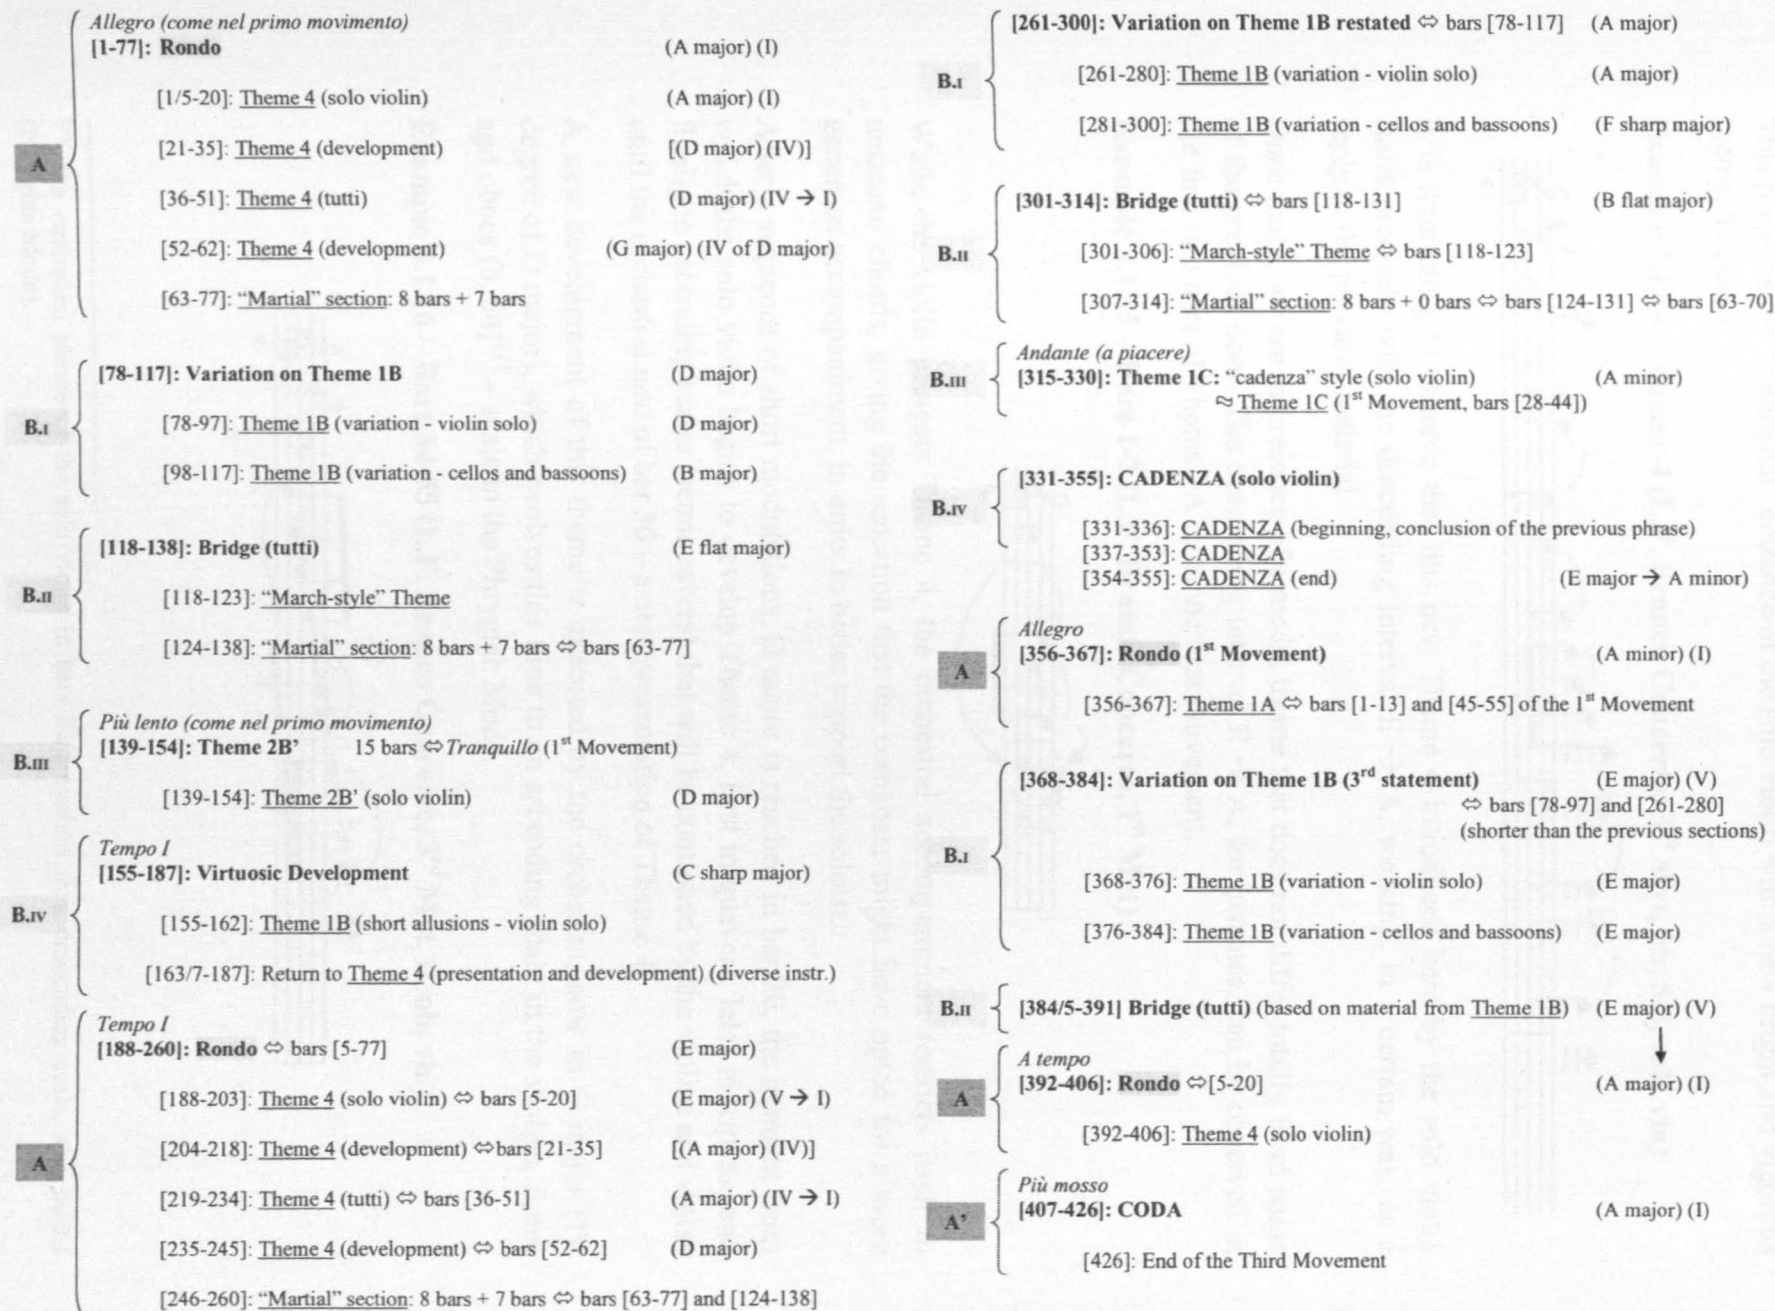 Allegro (come nel primo movimento)
[1-77]: Rondo (A major) (I)
[1/5-20]: Theme 4 (solo violin) (A major) (I)
[21-35]: Theme 4 (development) [(D major) (IV)]
A
[36-51]: Theme 4 (tutti) (D major) (IV → I)
[52-62]: Theme 4 (development) (G major) (IV of D major)
[63-77]: “Martial” section: 8 bars + 7 bars
[78-117]: Variation on Theme 1B (D major)
B.I
[78-97]: Theme 1B (variation - violin solo) (D major)
[98-117]: Theme 1B (variation - cellos and bassoons) (B major)
[118-138]: Bridge (tutti) (E flat major)
B.II
[118-123]: “March-style” Theme
[124-138]: “Martial” section: 8 bars + 7 bars ⇔ bars [63-77]
Più lento (come nel primo movimento)
[139-154]: Theme 2B’ 15 bars ⇔ Tranquillo (1st Movement)
B.III
[139-154]: Theme 2B’ (solo violin) (D major)
Tempo I
[155-187]: Virtuosic Development (C sharp major)
B.IV
[155-162]: Theme 1B (short allusions - violin solo)
[163/7-187]: Return to Theme 4 (presentation and development) (diverse instr.)
Tempo I
[188-260]: Rondo ⇔ bars [5-77] (E major)
[188-203]: Theme 4 (solo violin) ⇔ bars [5-20] (E major) (V → I)
[204-218]: Theme 4 (development) ⇔bars [21-35] [(A major) (IV)]
A
[219-234]: Theme 4 (tutti) ⇔ bars [36-51] (A major) (IV → I)
[235-245]: Theme 4 (development) ⇔ bars [52-62] (D major)
[246-260]: “Martial” section: 8 bars + 7 bars ⇔ bars [63-77] and [124-138]
[261-300]: Variation on Theme 1B restated ⇔ bars [78-117] (A major)
B.I
[261-280]: Theme 1B (variation - violin solo) (A major)
[281-300]: Theme 1B (variation - cellos and bassoons) (F sharp major)
[301-314]: Bridge (tutti) ⇔ bars [118-131] (B flat major)
B.II
[301-306]: “March-style” Theme ⇔ bars [118-123]
[307-314]: “Martial” section: 8 bars + 0 bars ⇔ bars [124-131] ⇔ bars [63-70]
Andante (a piacere)
B.III
[315-330]: Theme 1C: “cadenza” style (solo violin) (A minor)
≈ Theme 1C (1st Movement, bars [28-44])
[331-355]: CADENZA (solo violin)
B.IV
[331-336]: CADENZA (beginning, conclusion of the previous phrase)
[337-353]: CADENZA
[354-355]: CADENZA (end) (E major → A minor)
Allegro
[356-367]: Rondo (1st Movement) (A minor) (I)
A
[356-367]: Theme 1A ⇔ bars [1-13] and [45-55] of the 1st Movement
[368-384]: Variation on Theme 1B (3rd statement) (E major) (V)
⇔ bars [78-97] and [261-280]
(shorter than the previous sections)
B.I
[368-376]: Theme 1B (variation - violin solo) (E major)
[376-384]: Theme 1B (variation - cellos and bassoons) (E major)
B.II
[384/5-391] Bridge (tutti) (based on material from Theme 1B) (E major) (V)
↓
A tempo
[392-406]: Rondo ⇔[5-20] (A major) (I)
A
[392-406]: Theme 4 (solo violin)
Più mosso
[407-426]: CODA (A major) (I)
A’
[426]: End of the Third Movement